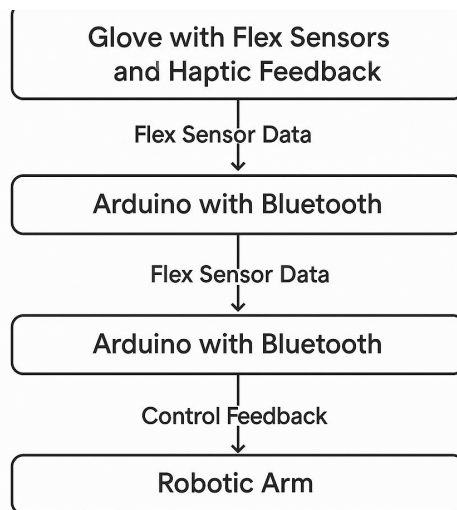 Glove with Flex Sensors
and Haptic Feedback
Flex Sensor Data
Arduino with Bluetooth
Flex Sensor Data
Arduino with Bluetooth
Control Feedback
Robotic Arm